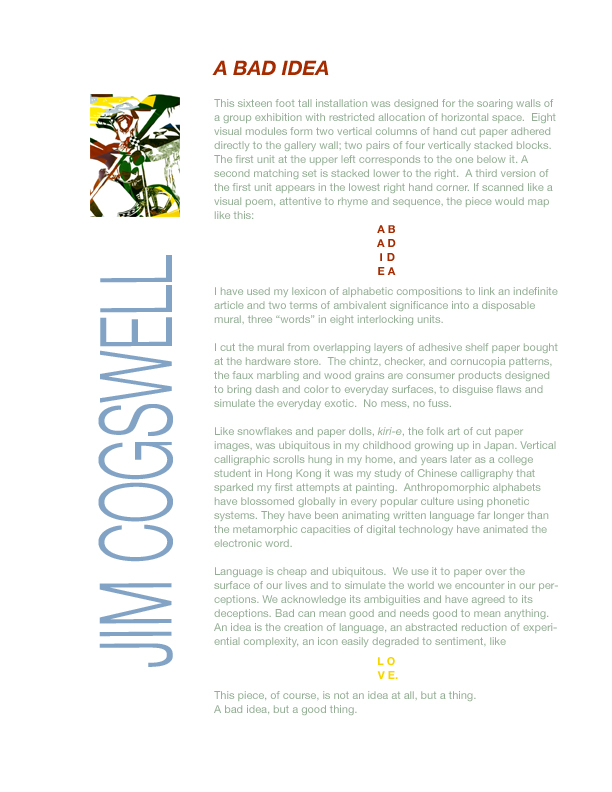 A BAD IDEA
This sixteen foot tall installation was designed for the soaring walls of
a group exhibition with restricted allocation of horizontal space.  Eight
visual modules form two vertical columns of hand cut paper adhered
directly to the gallery wall; two pairs of four vertically stacked blocks.
The first unit at the upper left corresponds to the one below it. A
second matching set is stacked lower to the right.  A third version of
the first unit appears in the lowest right hand corner. If scanned like a
visual poem, attentive to rhyme and sequence, the piece would map
like this:
A B
A D
I D
E A
I have used my lexicon of alphabetic compositions to link an indefinite
article and two terms of ambivalent significance into a disposable
mural, three “words” in eight interlocking units.
I cut the mural from overlapping layers of adhesive shelf paper bought
at the hardware store.  The chintz, checker, and cornucopia patterns,
the faux marbling and wood grains are consumer products designed
to bring dash and color to everyday surfaces, to disguise flaws and
simulate the everyday exotic.  No mess, no fuss.
Like snowflakes and paper dolls, kiri-e, the folk art of cut paper
images, was ubiquitous in my childhood growing up in Japan. Vertical
calligraphic scrolls hung in my home, and years later as a college
student in Hong Kong it was my study of Chinese calligraphy that
sparked my first attempts at painting.  Anthropomorphic alphabets
have blossomed globally in every popular culture using phonetic
systems. They have been animating written language far longer than
the metamorphic capacities of digital technology have animated the
electronic word.
Language is cheap and ubiquitous.  We use it to paper over the
surface of our lives and to simulate the world we encounter in our per-
ceptions. We acknowledge its ambiguities and have agreed to its
deceptions. Bad can mean good and needs good to mean anything.
An idea is the creation of language, an abstracted reduction of experi-
ential complexity, an icon easily degraded to sentiment, like
L O
V E.
This piece, of course, is not an idea at all, but a thing.
A bad idea, but a good thing.
JIM COGSWELL